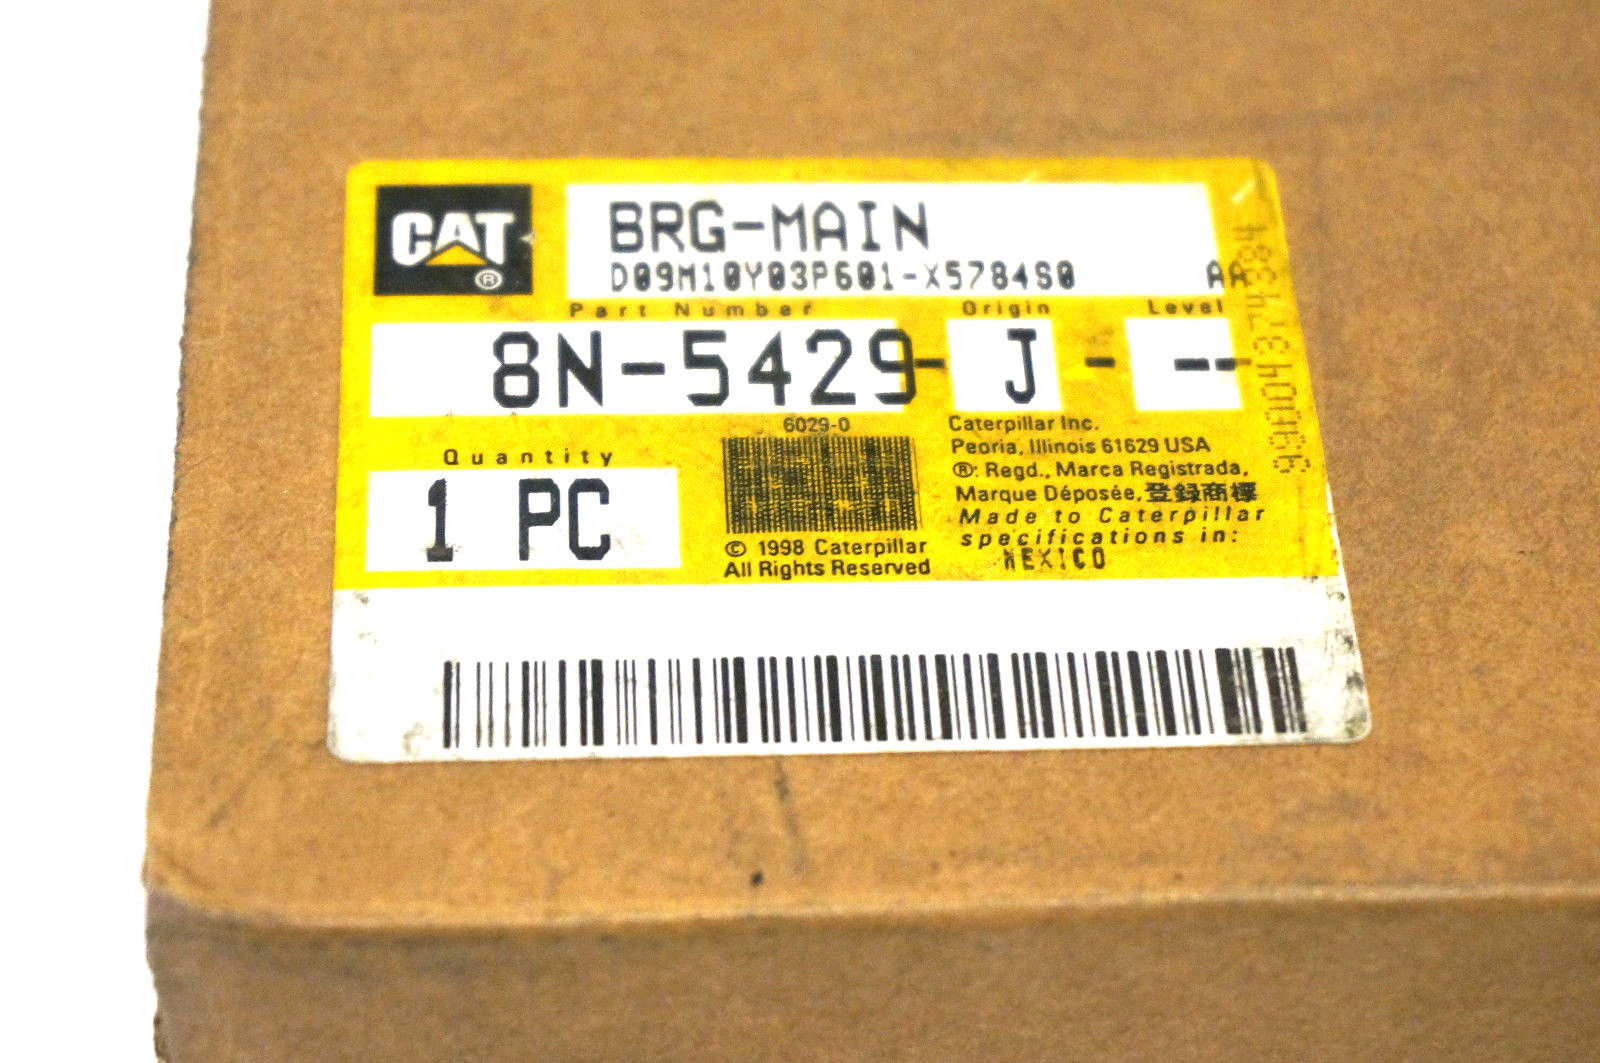 CAT
®
BRG-MAIN
D09M10Y03P601-X5784S0 AA
Part Number Origin Level
8N-5429- J - --
6029-0
Quantity
1 PC
© 1998 Caterpillar
All Rights Reserved
Caterpillar Inc.
Peoria, Illinois 61629 USA
®: Regd., Marca Registrada,
Marque Déposée, 登録商標
Made to Caterpillar
specifications in:
MEXICO